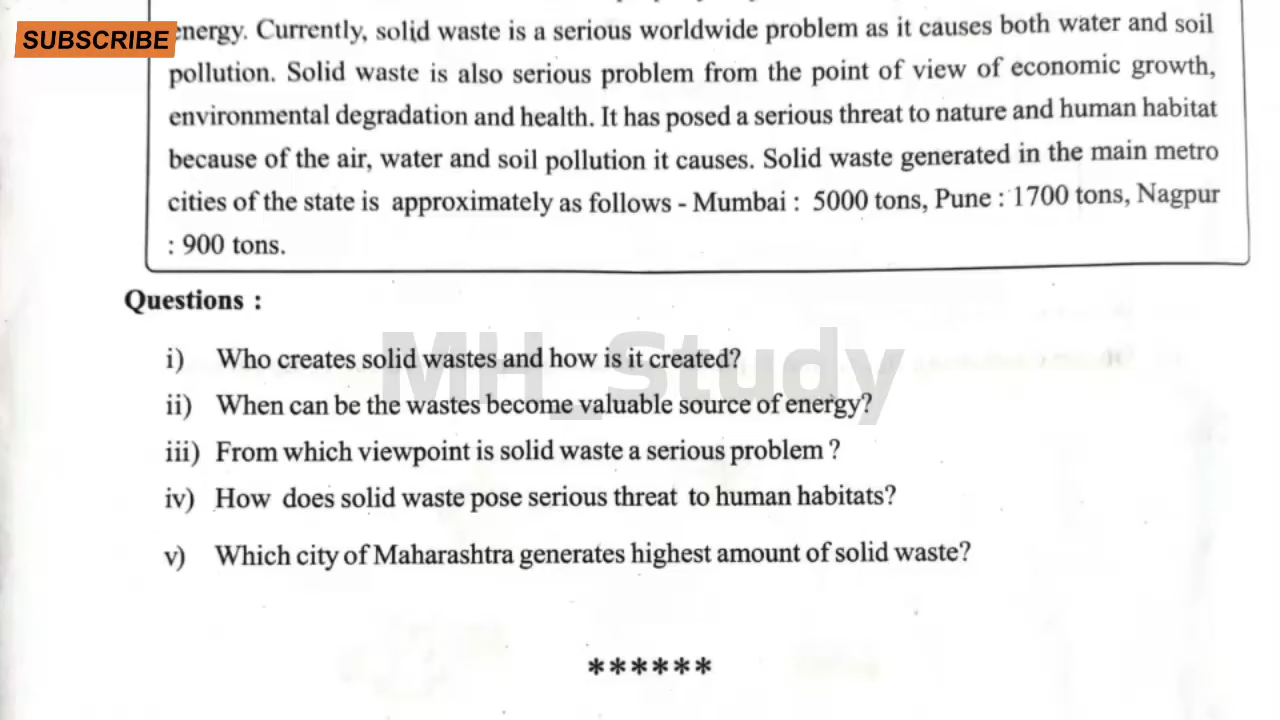 SUBSCRIBE
energy. Currently, solid waste is a serious worldwide problem as it causes both water and soil
pollution. Solid waste is also serious problem from the point of view of economic growth,
environmental degradation and health. It has posed a serious threat to nature and human habitat
because of the air, water and soil pollution it causes. Solid waste generated in the main metro
cities of the state is approximately as follows - Mumbai : 5000 tons, Pune : 1700 tons, Nagpur
: 900 tons.
Questions :
i) Who creates solid wastes and how is it created?
MH_Study
ii) When can be the wastes become valuable source of energy?
iii) From which viewpoint is solid waste a serious problem ?
iv) How does solid waste pose serious threat to human habitats?
v) Which city of Maharashtra generates highest amount of solid waste?
******